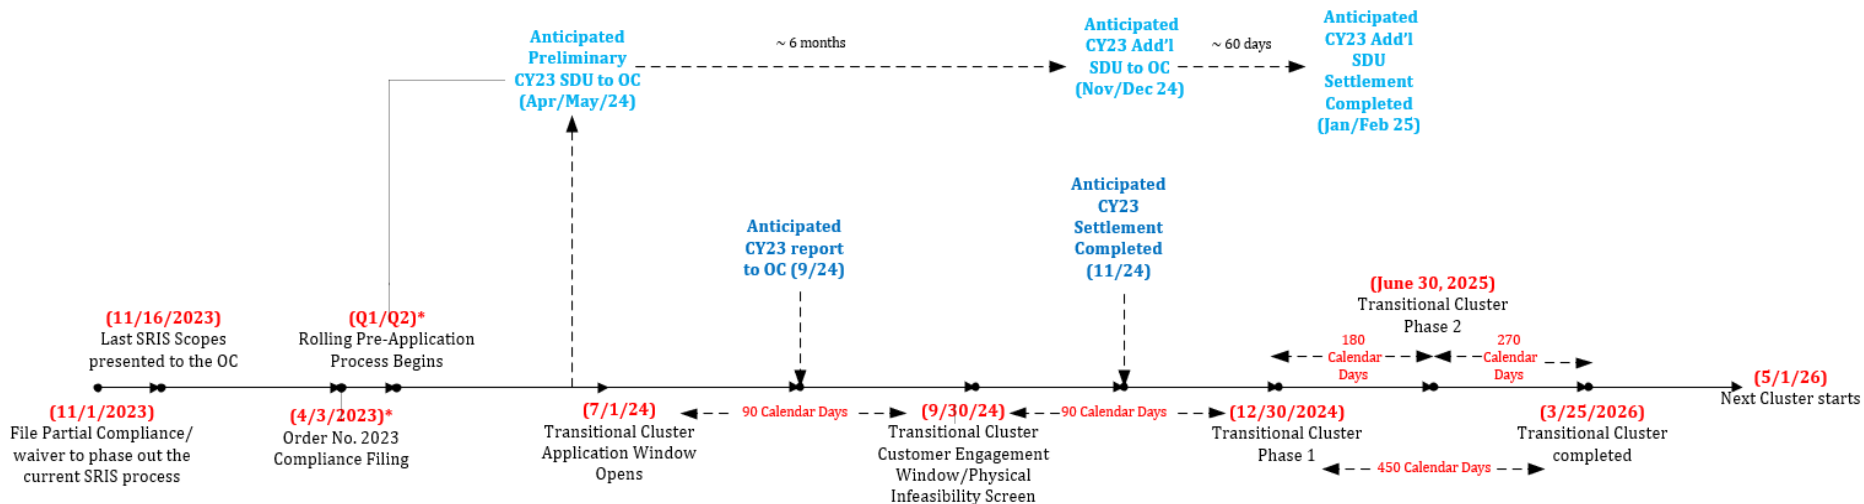 Anticipated
Preliminary
CY23 SDU to OC
(Apr/May/24)
~ 6 months
Anticipated
CY23 Add'l
SDU to OC
(Nov/Dec 24)
~ 60 days
Anticipated
CY23 Add'l
SDU
Settlement
Completed
(Jan/Feb 25)
Anticipated
CY23 report
to OC (9/24)
Anticipated
CY23
Settlement
Completed
(11/24)
(11/16/2023)
Last SRIS Scopes
presented to the OC
(Q1/Q2)*
Rolling Pre-Application
Process Begins
(June 30, 2025)
Transitional Cluster
Phase 2
180
Calendar
Days
270
Calendar
Days
(11/1/2023)
File Partial Compliance/
waiver to phase out the
current SRIS process
(4/3/2023)*
Order No. 2023
Compliance Filing
(7/1/24)
Transitional Cluster
Application Window
Opens
90 Calendar Days
(9/30/24)
Transitional Cluster
Customer Engagement
Window/Physical
Infeasibility Screen
90 Calendar Days
(12/30/2024)
Transitional Cluster
Phase 1
450 Calendar Days
(3/25/2026)
Transitional Cluster
completed
(5/1/26)
Next Cluster starts